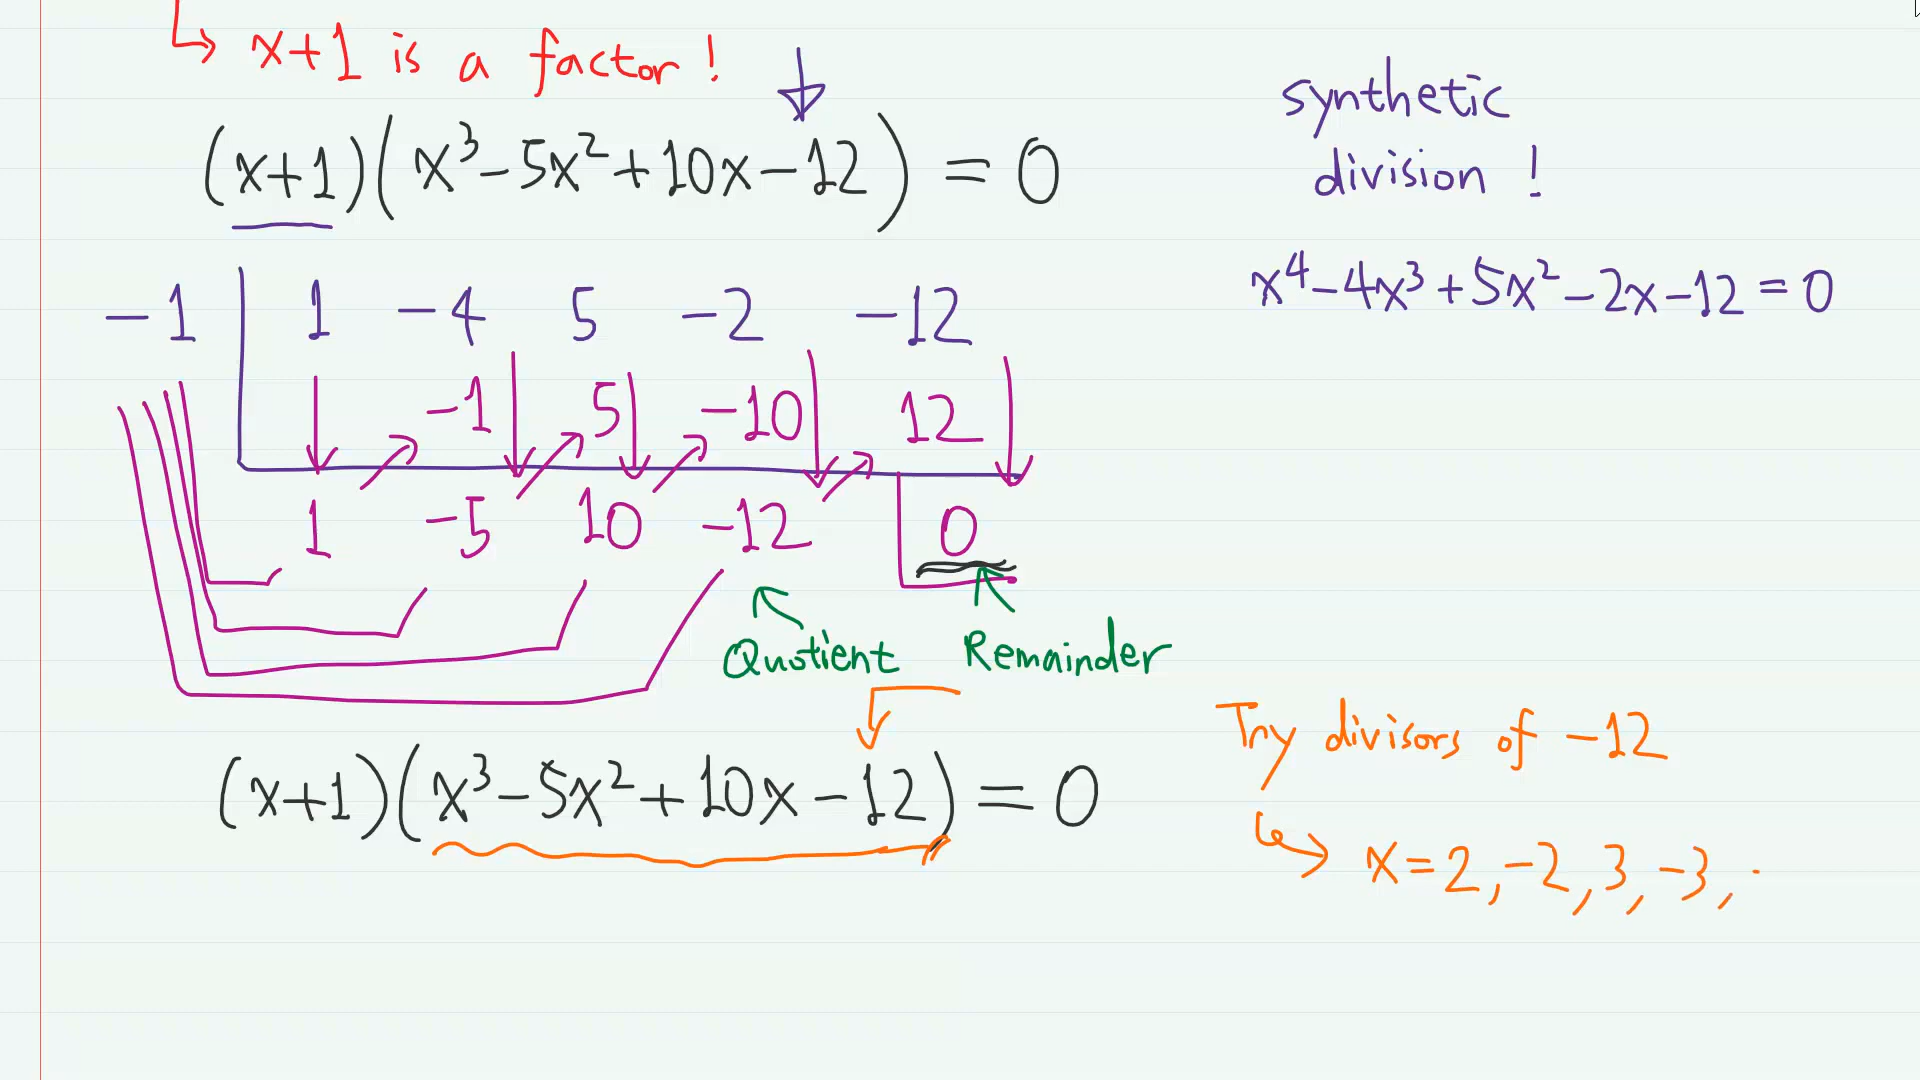 x+1 is a factor!
(x+1)(x³-5x²+10x-12) = 0
synthetic
division!
x⁴-4x³+5x²-2x-12=0
-1 | 1 -4 5 -2 -12
-1 5 -10 12
1 -5 10 -12 0
Quotient Remainder
(x+1)(x³-5x²+10x-12) = 0
Try divisors of -12
x=2,-2,3,-3,